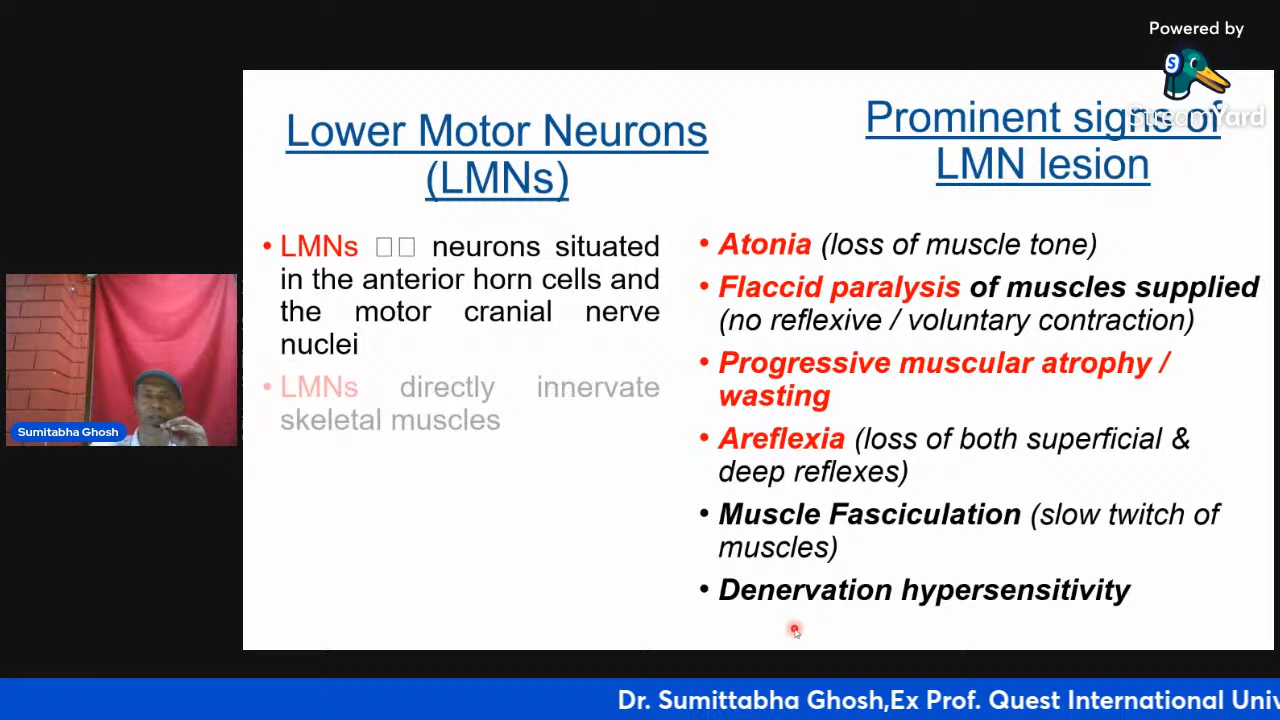 Powered by
S
StreamYard
Lower Motor Neurons
(LMNs)
• LMNs □□ neurons situated
in the anterior horn cells and
the motor cranial nerve
nuclei
• LMNs directly innervate
skeletal muscles
Prominent signs of
LMN lesion
• Atonia (loss of muscle tone)
• Flaccid paralysis of muscles supplied
(no reflexive / voluntary contraction)
• Progressive muscular atrophy /
wasting
• Areflexia (loss of both superficial &
deep reflexes)
• Muscle Fasciculation (slow twitch of
muscles)
• Denervation hypersensitivity
Sumitabha Ghosh
Dr. Sumittabha Ghosh,Ex Prof. Quest International Univ